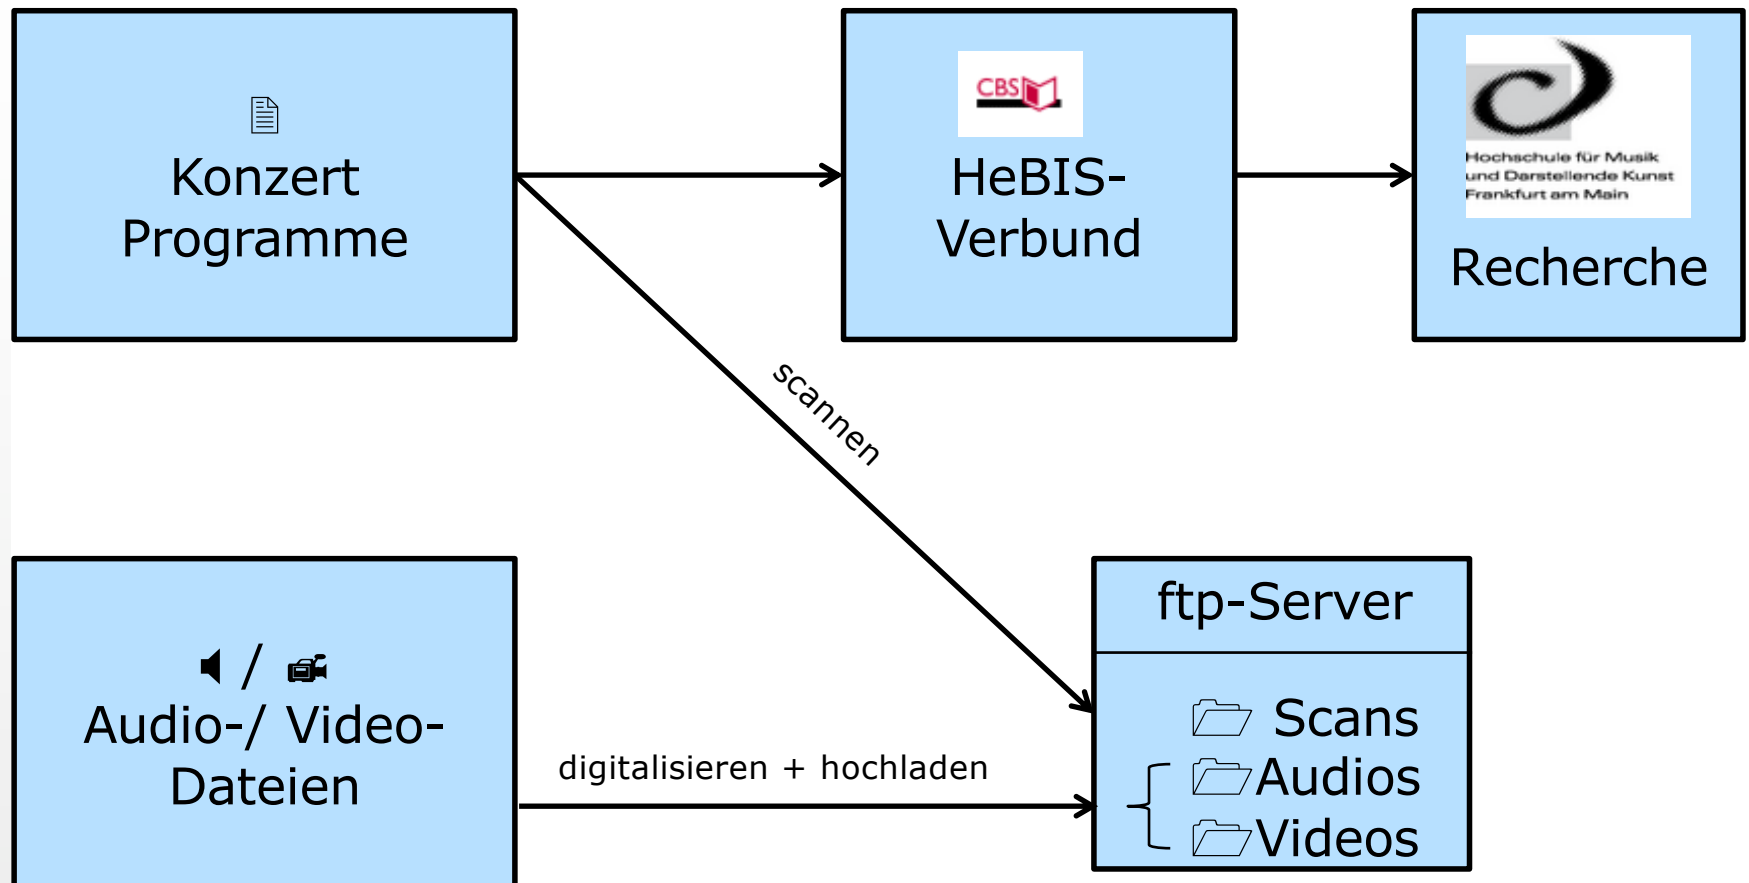 Konzert
Programme
CBS
HeBIS-
Verbund
Hochschule für Musik
und Darstellende Kunst
Frankfurt am Main
Recherche
scannen
Audio-/ Video-
Dateien
digitalisieren + hochladen
ftp-Server
Scans
Audios
Videos